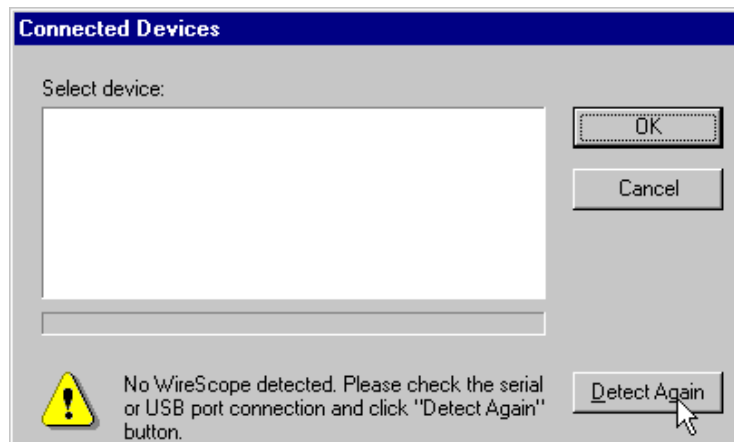 Connected Devices
Select device:
OK
Cancel
No WireScope detected. Please check the serial
or USB port connection and click "Detect Again"
button.
Detect Again